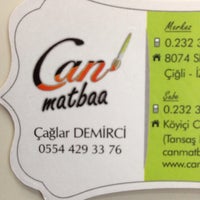 Can
matbaa
Çağlar DEMİRCİ
0554 429 33 76
Merkez
0.232 3
8074 S
Çiğli - İZ
Şube
0.232 3
Köyiçi C
(Tansaş
canmatb
www.can